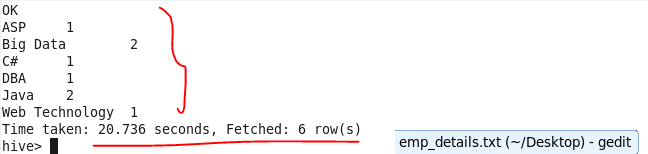 OK
ASP 1
Big Data 2
C# 1
DBA 1
Java 2
Web Technology 1
Time taken: 20.736 seconds, Fetched: 6 row(s)
hive>
emp_details.txt (~/Desktop) - gedit